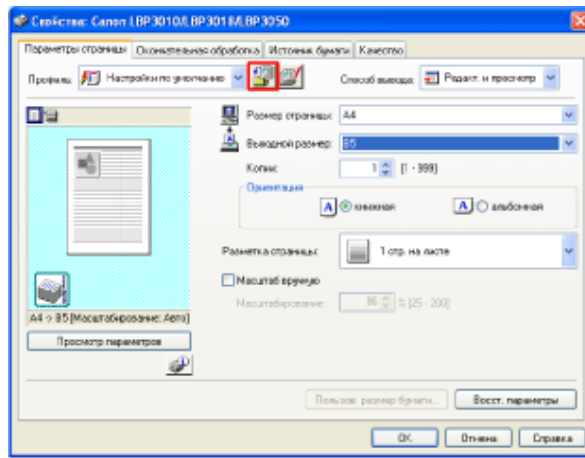 Свойства: Canon LBP3010/LBP3018/LBP3050
Параметры страницы Окончательная обработка Источник бумаги Качество
Профиль: Настройки по умолчанию Способ вывода: Редакт. и просмотр
Размер страницы: A4
Выходной размер: B5
Копии: 1 [1 - 999]
Ориентация
A книжная A альбомная
Разметка страницы: 1 стр. на листе
Масштаб вручную
Масштабирование: 86 % [25 - 200]
A4 -> B5 [Масштабирование: Авто]
Просмотр параметров
Пользов. размер бумаги... Восст. параметры
OK Отмена Справка